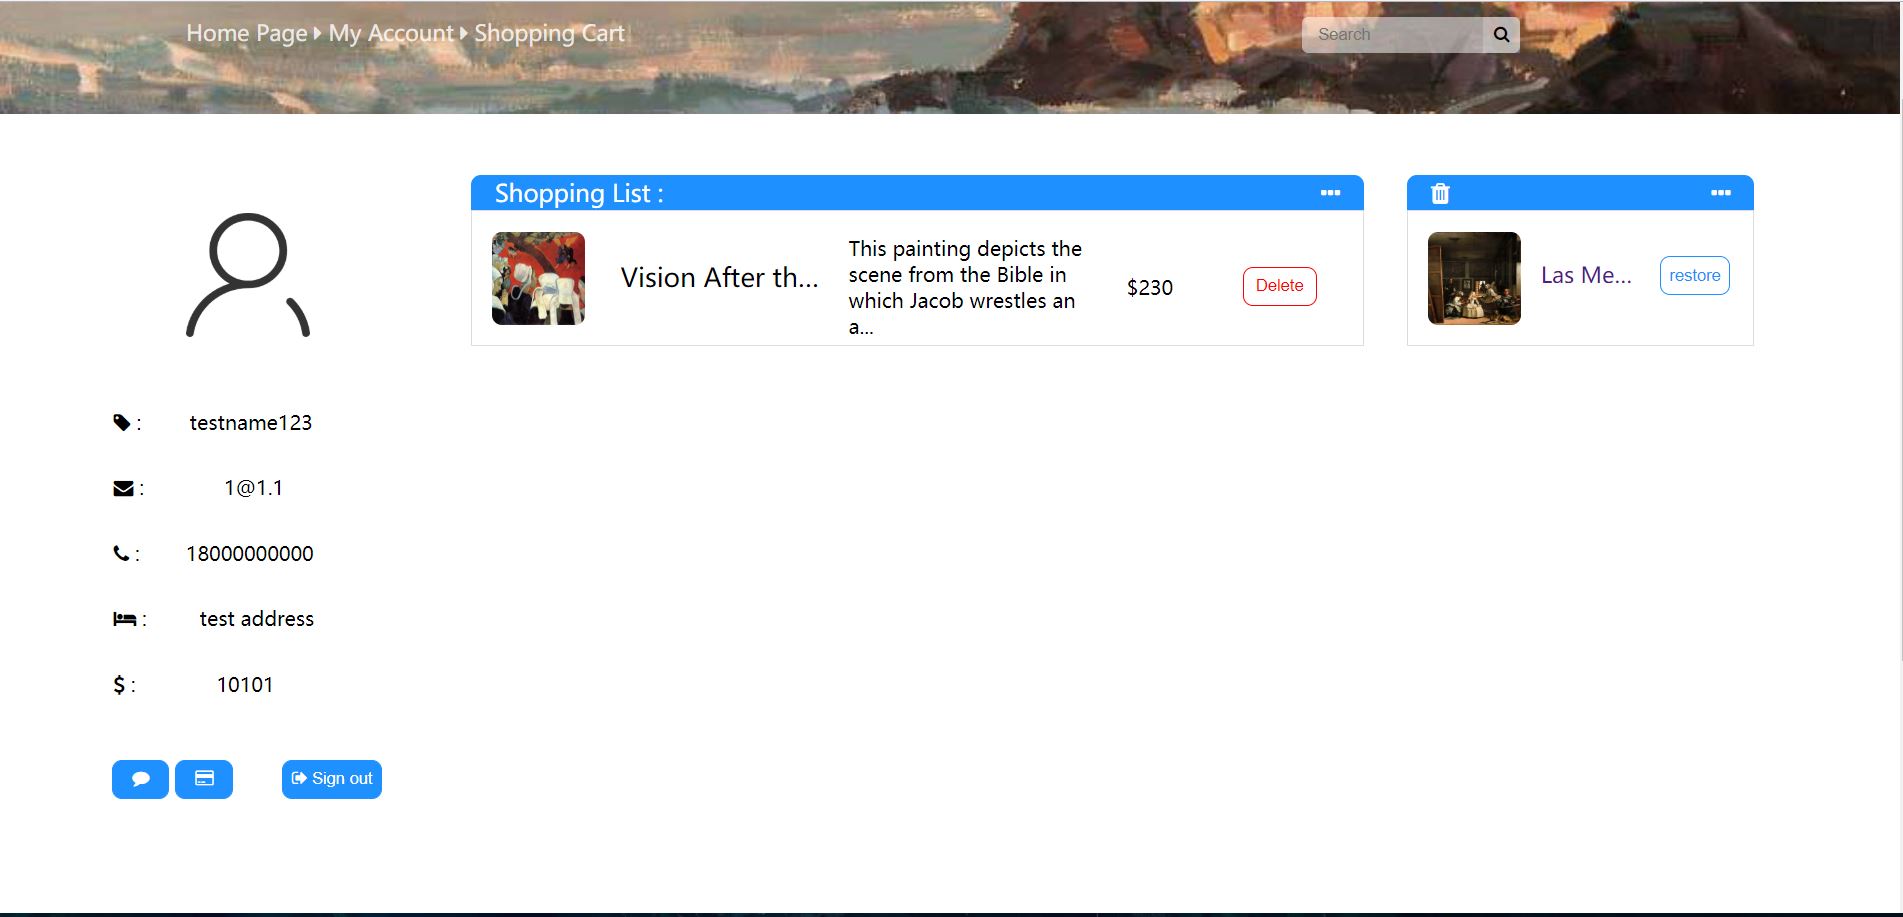 Home Page My Account Shopping Cart
Search
Shopping List :
Vision After th...
This painting depicts the
scene from the Bible in
which Jacob wrestles an
a...
$230
Delete
Las Me...
restore
: testname123
: 1@1.1
: 18000000000
: test address
$ : 10101
Sign out